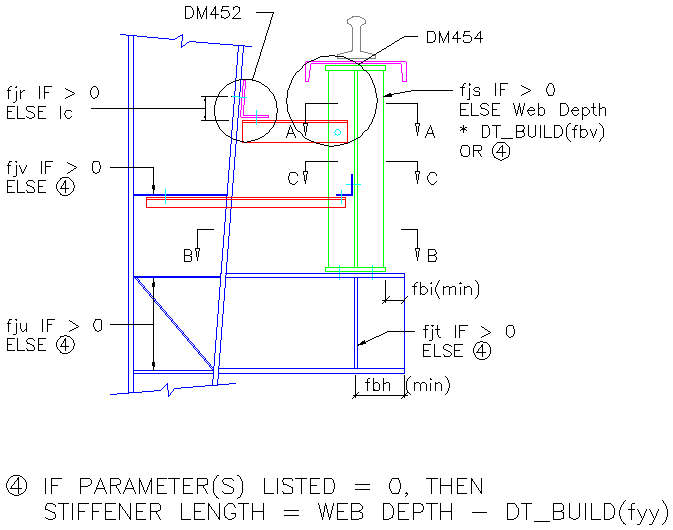 DM452
DM454
fjr IF > 0
ELSE Ic
fjs IF > 0
ELSE Web Depth
* DT_BUILD(fbv)
OR ④
A
A
fjv IF > 0
ELSE ④
C
C
B
B
fbi(min)
fju IF > 0
ELSE ④
fjt IF > 0
ELSE ④
fbh (min)
④ IF PARAMETER(S) LISTED = 0, THEN
STIFFENER LENGTH = WEB DEPTH - DT_BUILD(fyy)